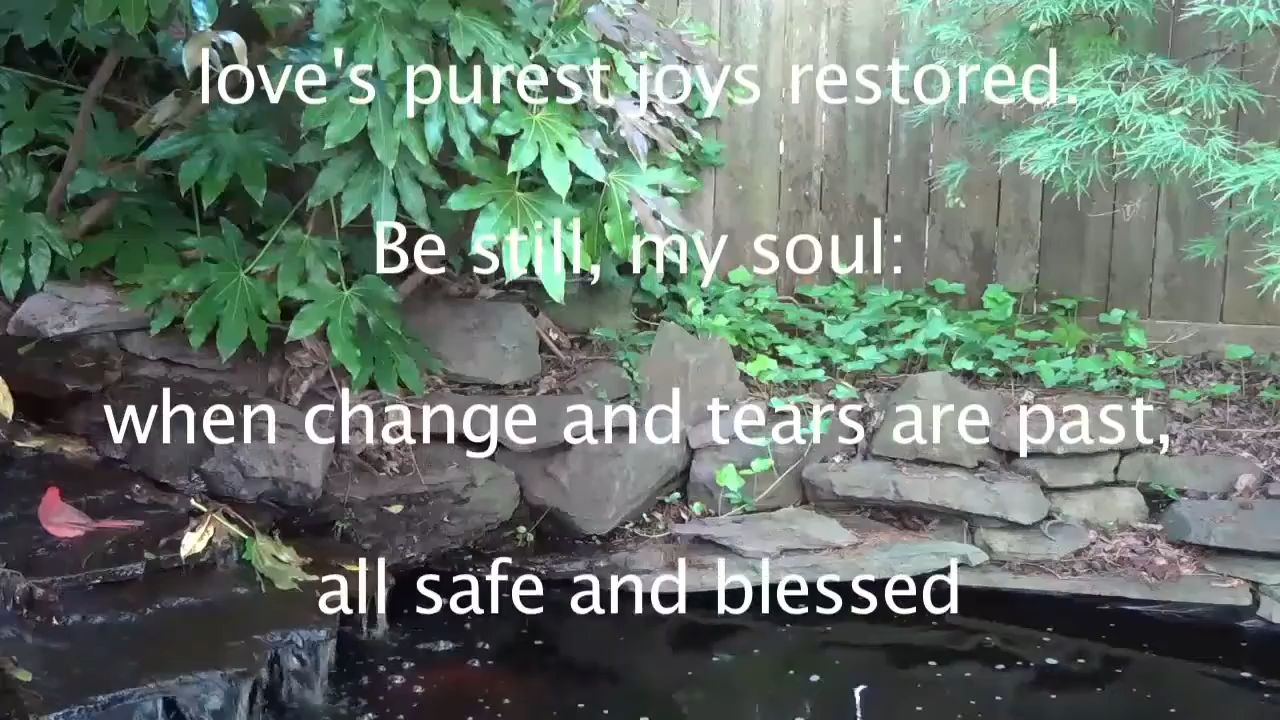 love's purest joys restored.
Be still, my soul:
when change and tears are past,
all safe and blessed